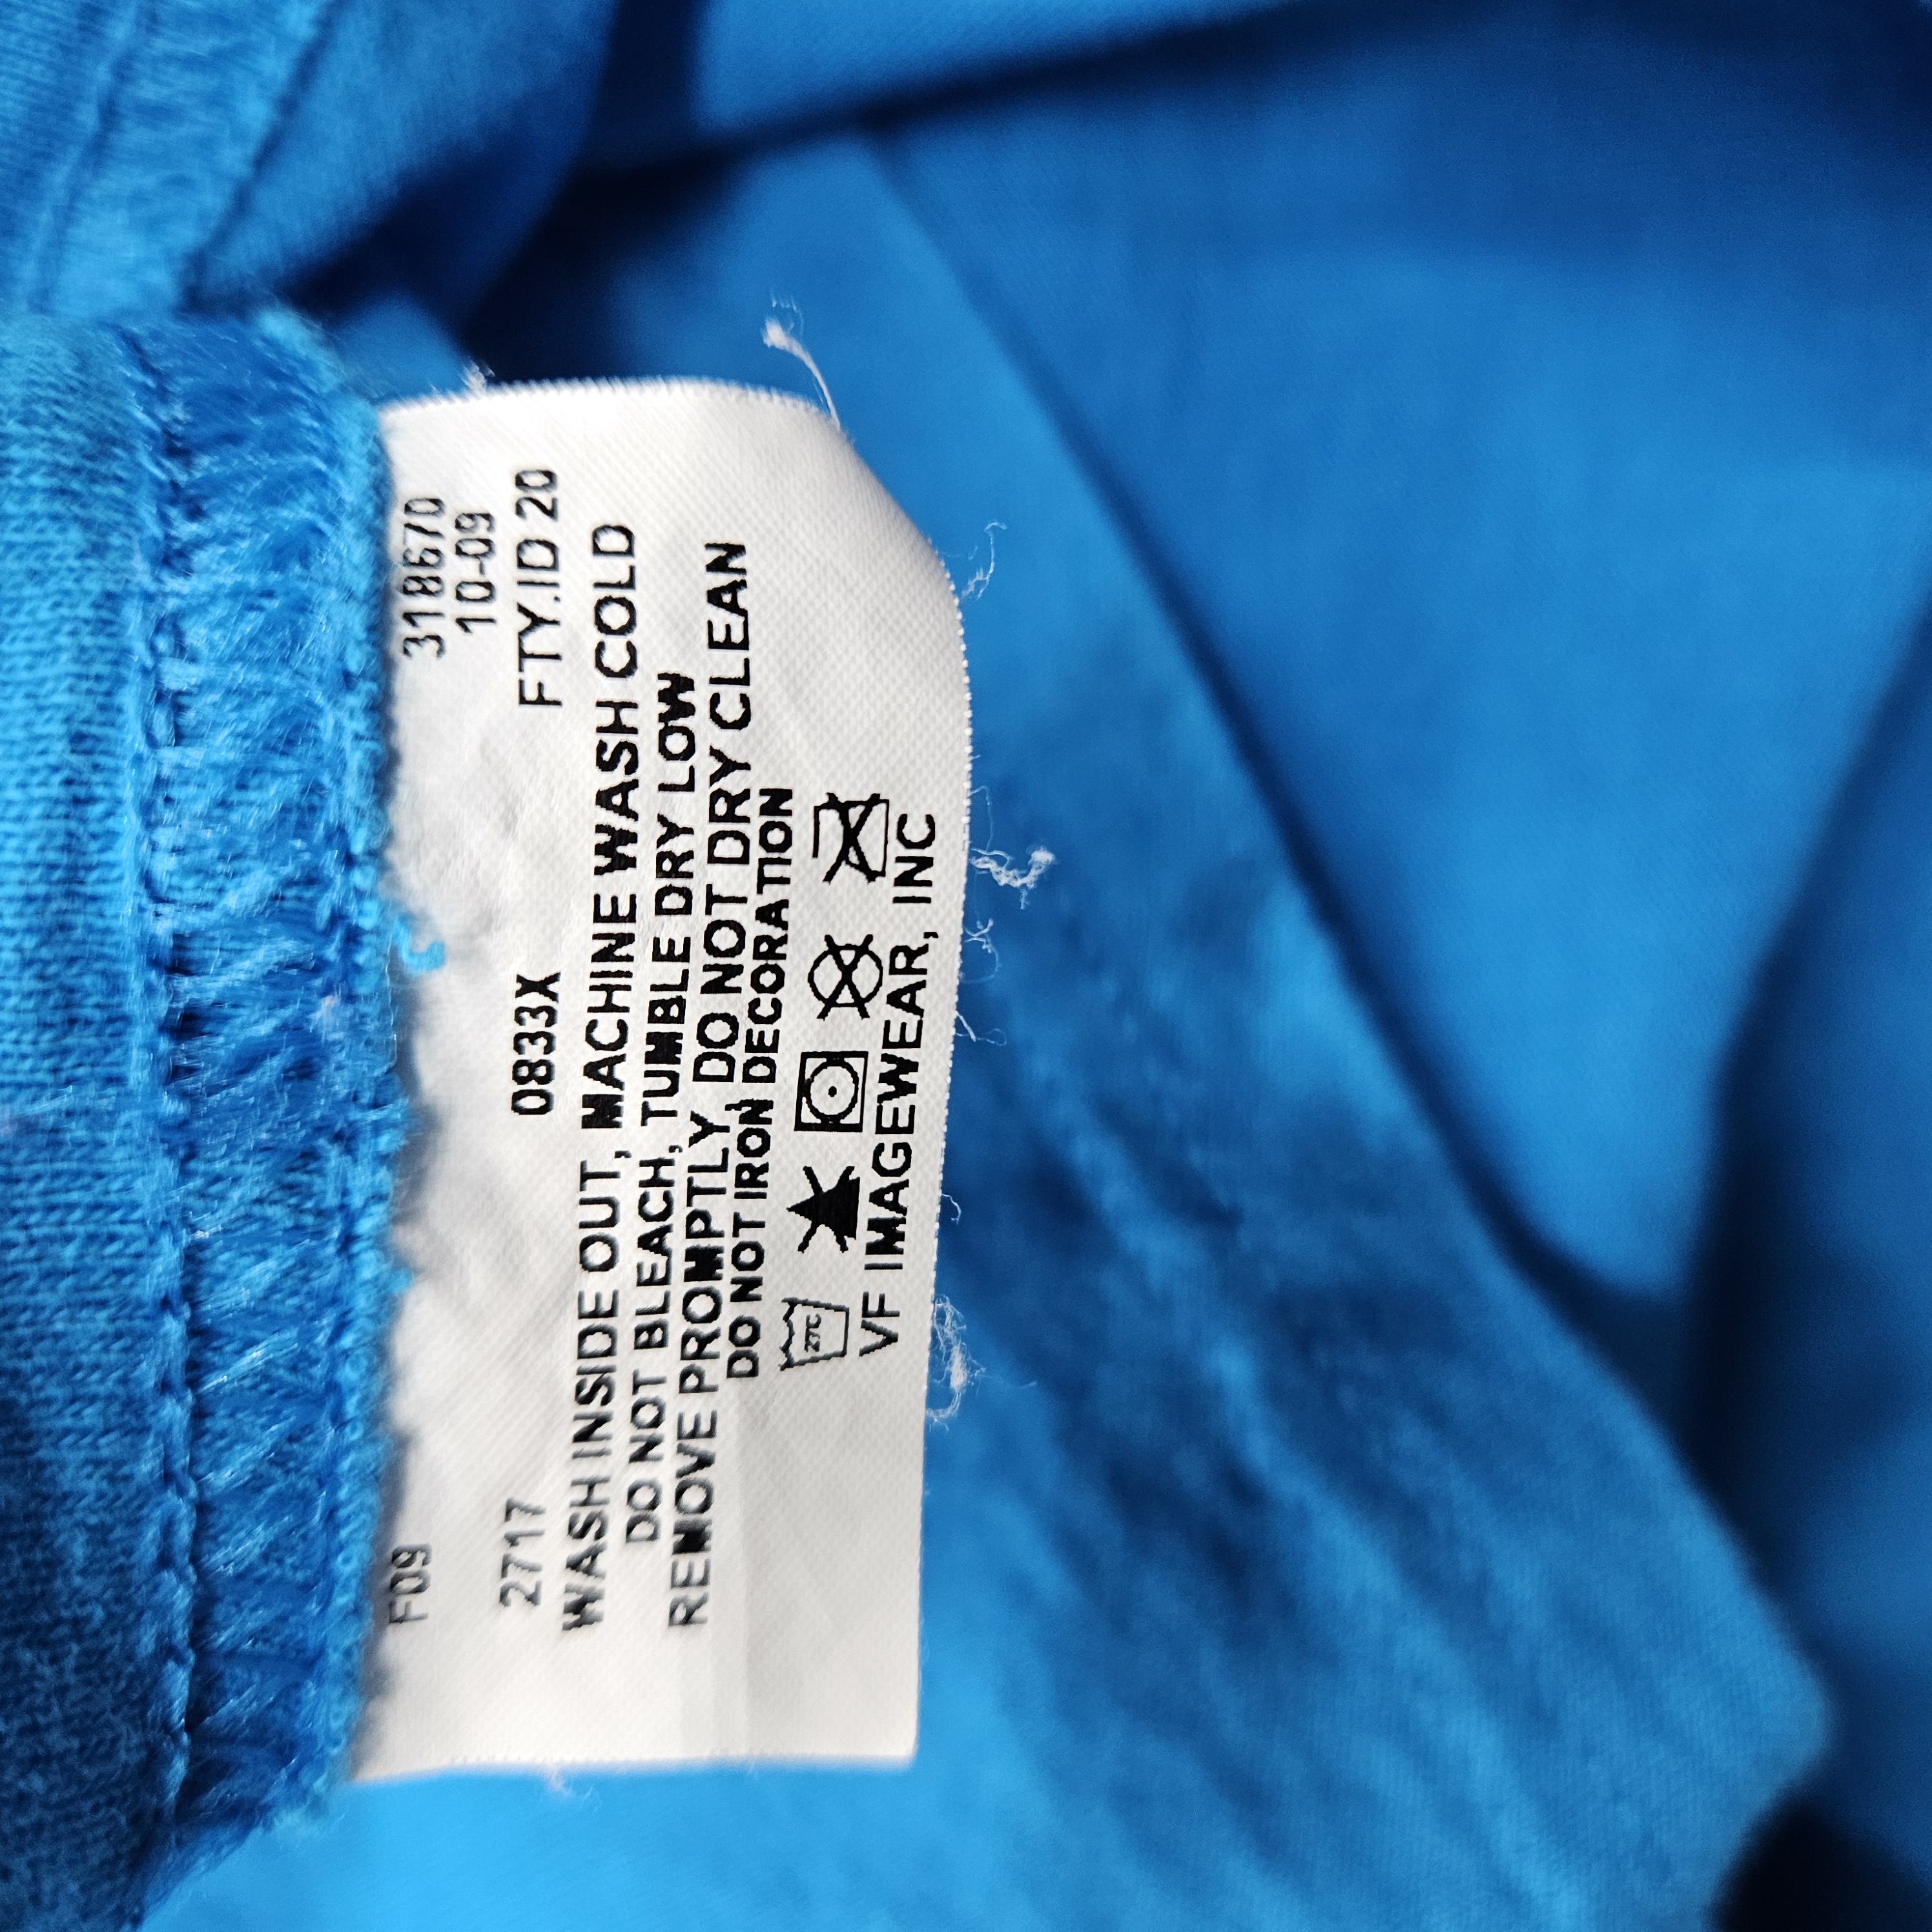 F09 318670
10-09
2717 0833X FTY.ID 20
WASH INSIDE OUT, MACHINE WASH COLD
DO NOT BLEACH, TUMBLE DRY LOW
REMOVE PROMPTLY, DO NOT DRY CLEAN
DO NOT IRON DECORATION
27C
VF IMAGEWEAR, INC